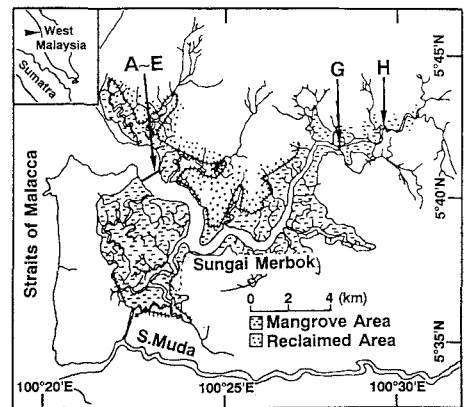 West
Malaysia
Sumatra
A~E
G
H
5°45'N
5°40'N
5°35'N
Straits of Malacca
Sungai Merbok
0 2 4 (km)
Mangrove Area
Reclaimed Area
S.Muda
100°20'E
100°25'E
100°30'E